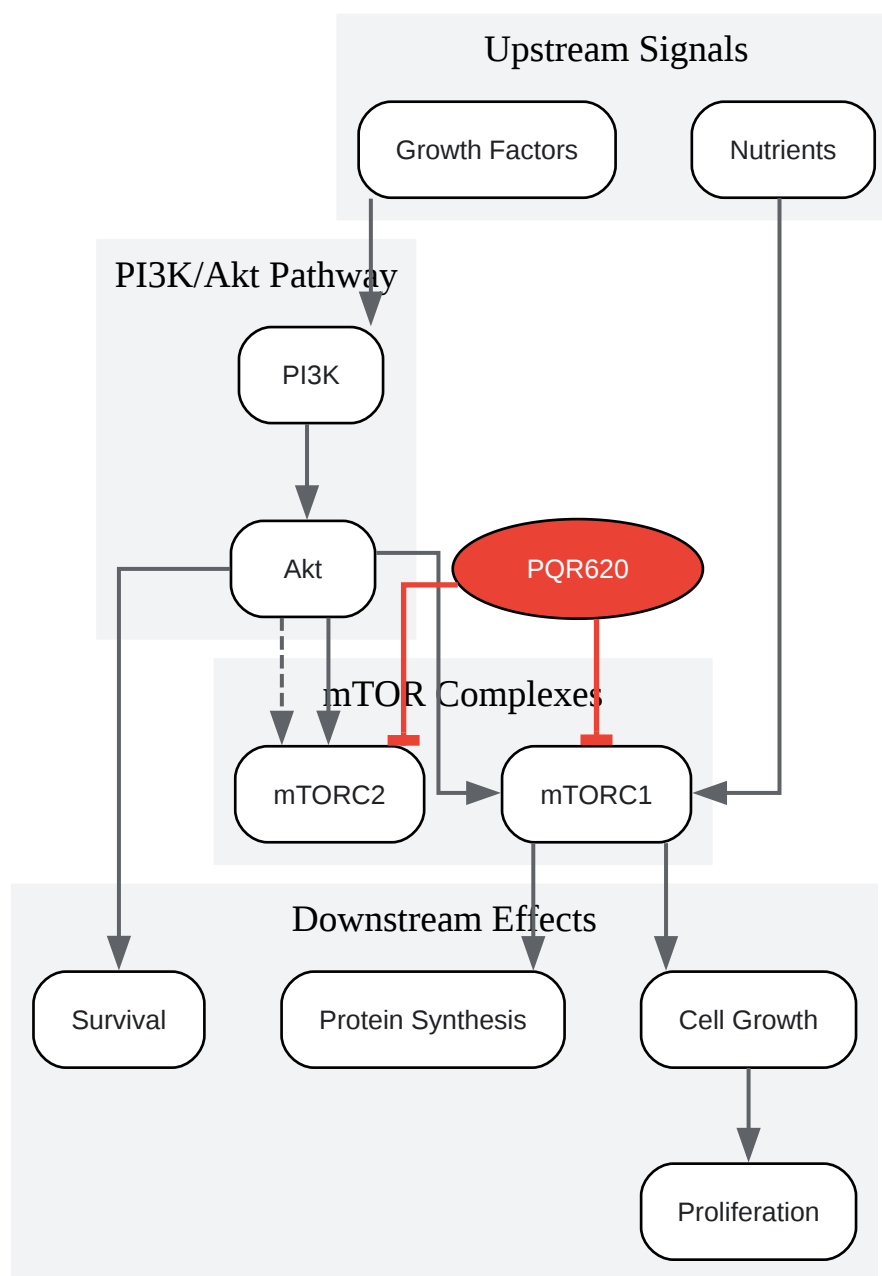 Upstream Signals
Growth Factors
Nutrients
PI3K/Akt Pathway
PI3K
Akt
PQR620
mTOR Complexes
mTORC2
mTORC1
Downstream Effects
Survival
Protein Synthesis
Cell Growth
Proliferation